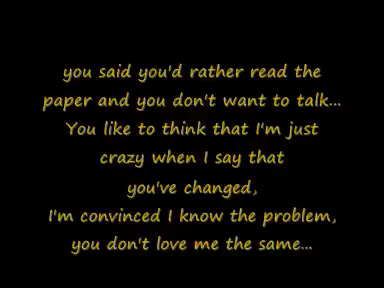 you said you'd rather read the
paper and you don't want to talk...
You like to think that I'm just
crazy when I say that
you've changed,
I'm convinced I know the problem,
you don't love me the same...